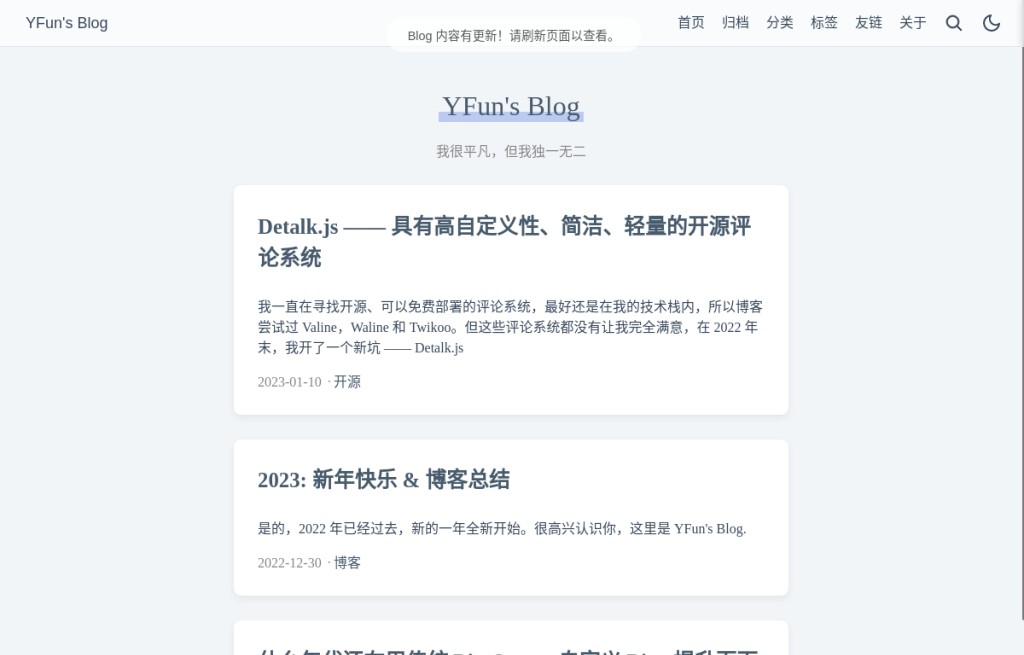 YFun's Blog
首页 归档 分类 标签 友链 关于
Blog 内容有更新！请刷新页面以查看。
YFun's Blog
我很平凡，但我独一无二
Detalk.js —— 具有高自定义性、简洁、轻量的开源评
论系统
我一直在寻找开源、可以免费部署的评论系统，最好还是在我的技术栈内，所以博客
尝试过 Valine，Waline 和 Twikoo。但这些评论系统都没有让我完全满意，在 2022 年
末，我开了一个新坑 —— Detalk.js
2023-01-10 · 开源
2023: 新年快乐 & 博客总结
是的，2022 年已经过去，新的一年全新开始。很高兴认识你，这里是 YFun's Blog.
2022-12-30 · 博客